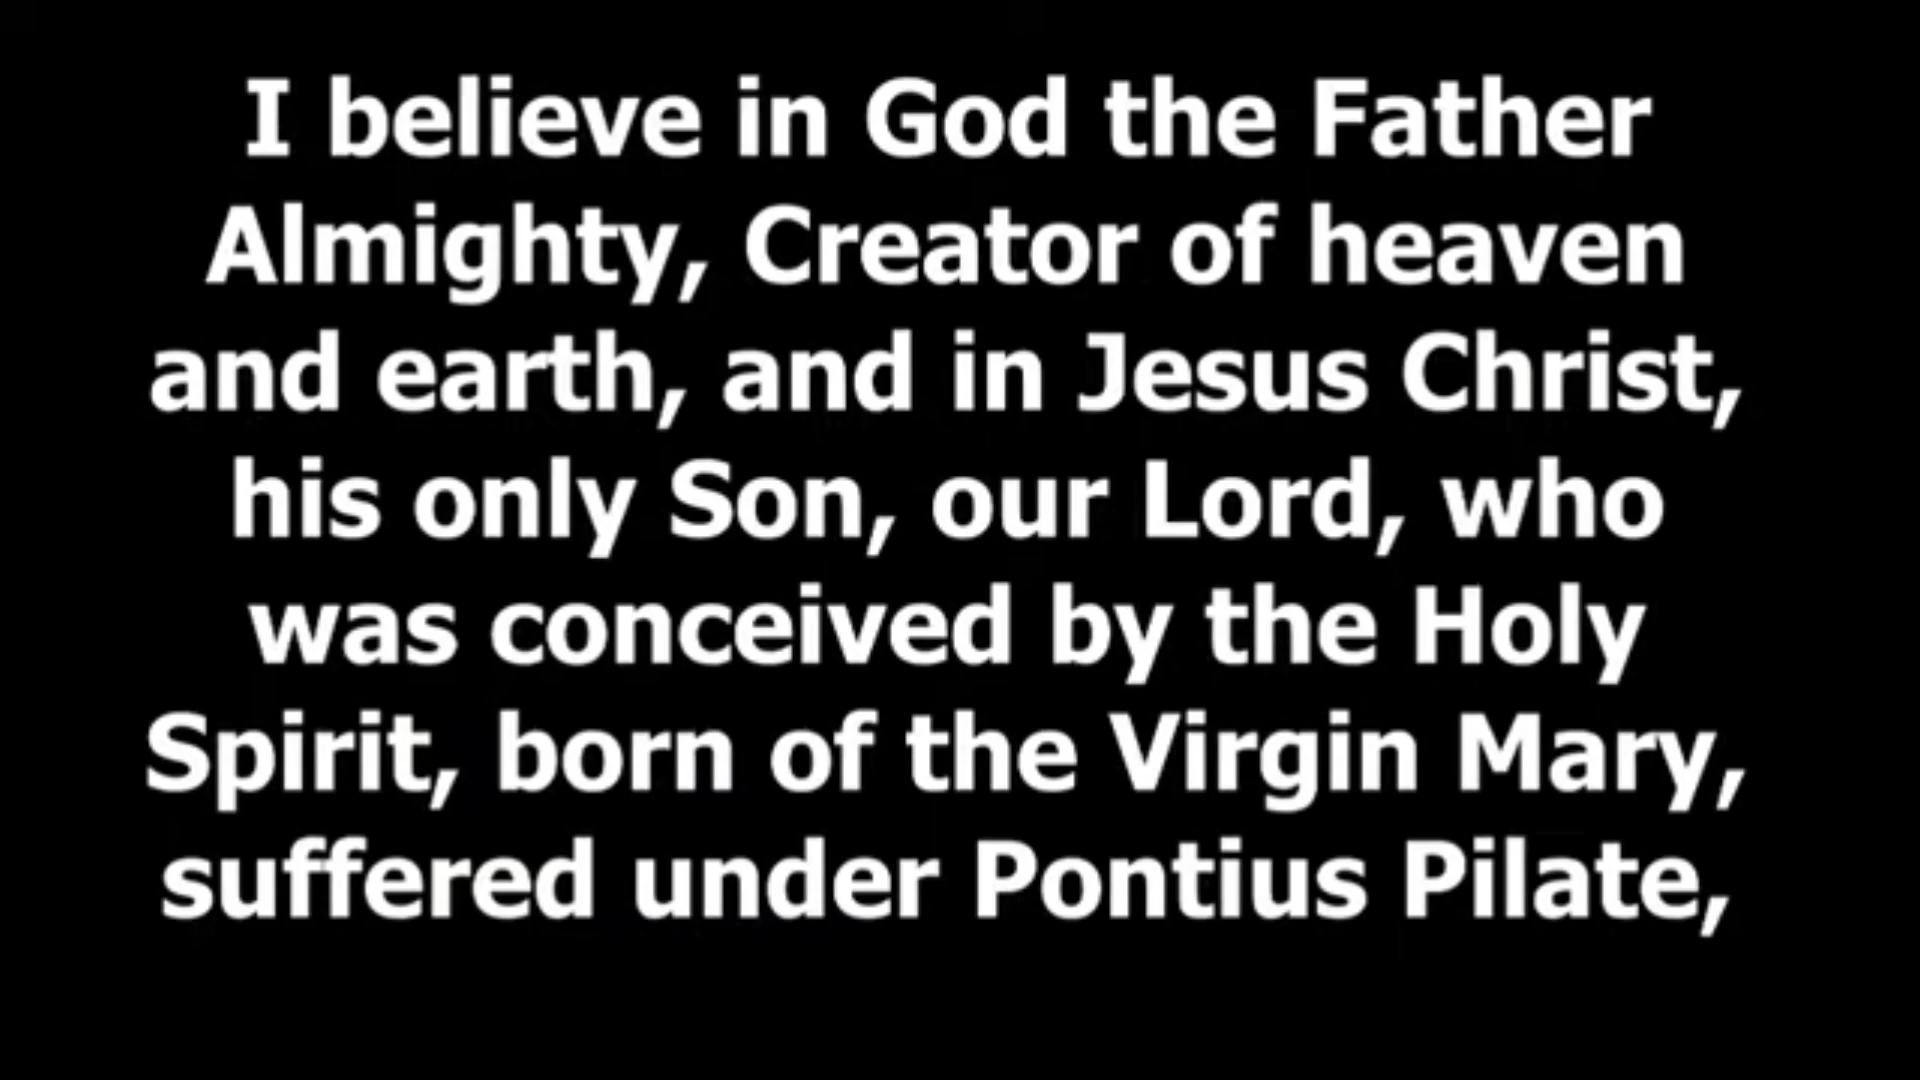 I believe in God the Father
Almighty, Creator of heaven
and earth, and in Jesus Christ,
his only Son, our Lord, who
was conceived by the Holy
Spirit, born of the Virgin Mary,
suffered under Pontius Pilate,